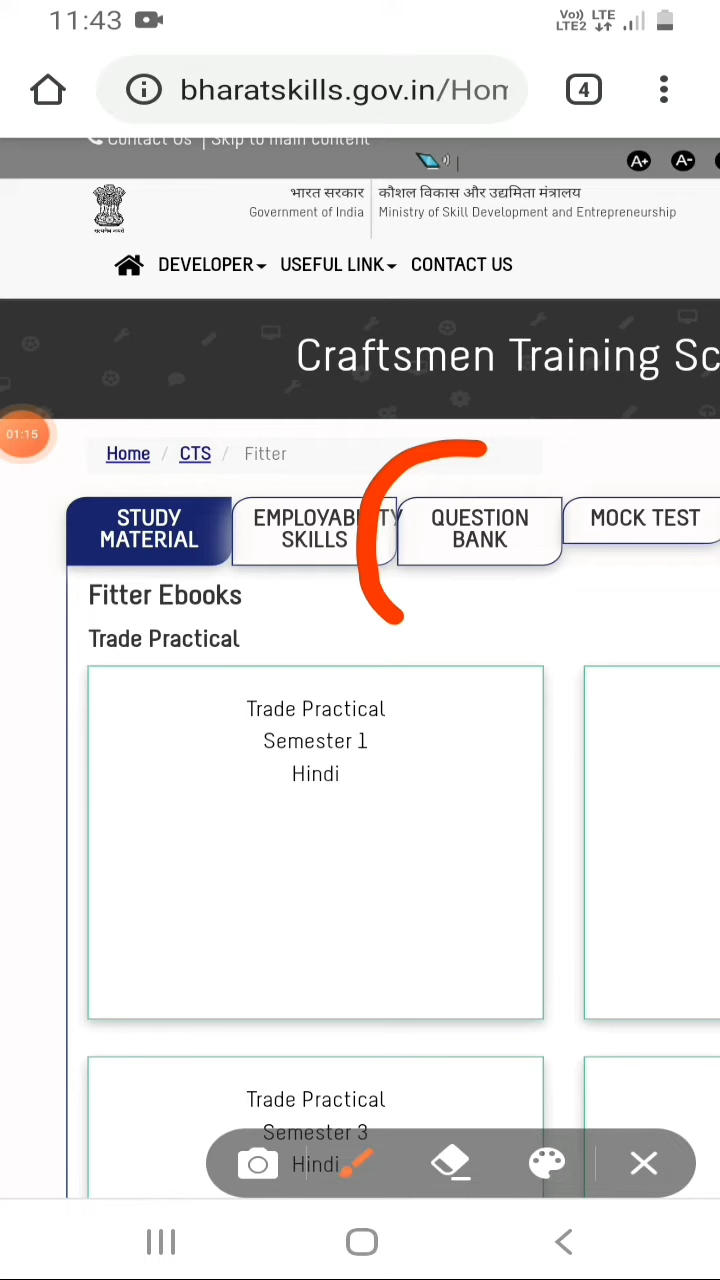 11:43
Vo)) LTE
LTE2
bharatskills.gov.in/Hom
4
Contact Us | Skip to main content
A+ A-
भारत सरकार
Government of India
कौशल विकास और उद्यमिता मंत्रालय
Ministry of Skill Development and Entrepreneurship
DEVELOPER USEFUL LINK CONTACT US
Craftsmen Training Sc
01:15
Home / CTS / Fitter
STUDY MATERIAL
EMPLOYABILITY SKILLS
QUESTION BANK
MOCK TEST
Fitter Ebooks
Trade Practical
Trade Practical
Semester 1
Hindi
Trade Practical
Semester 3
Hindi